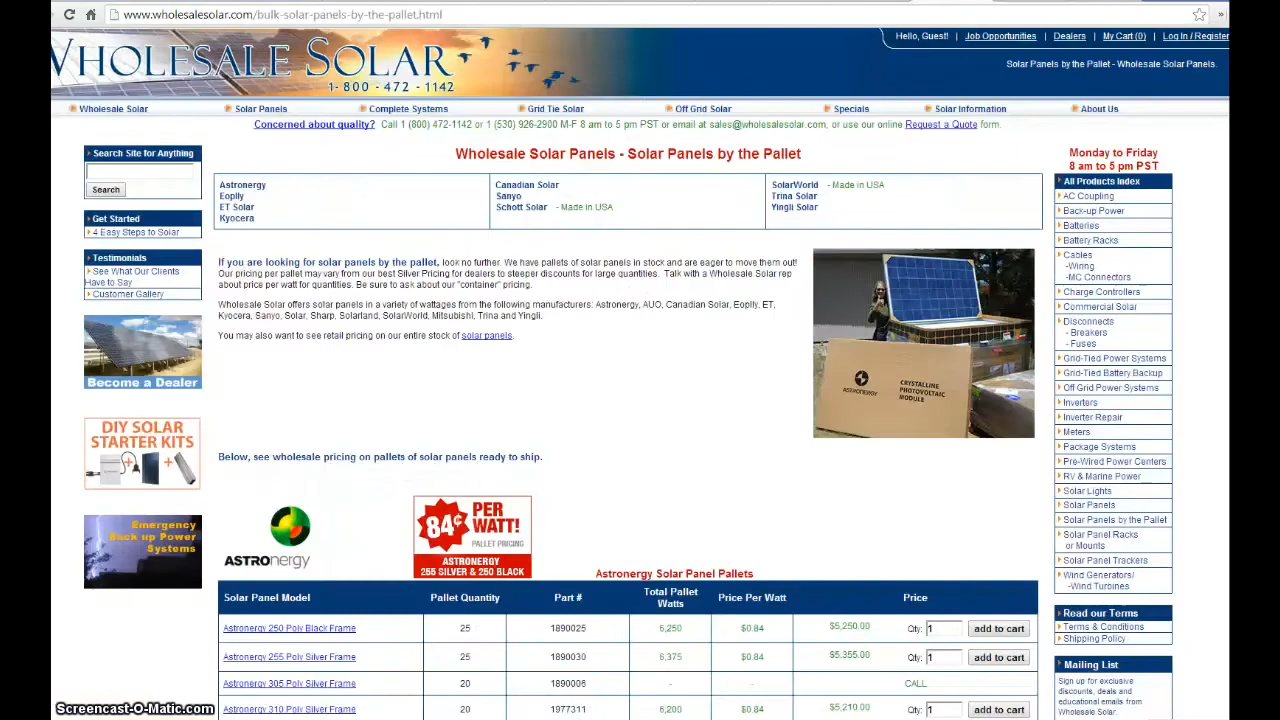 www.wholesalesolar.com/bulk-solar-panels-by-the-pallet.html
WHOLESALE SOLAR
1- 800 - 472 - 1142
Hello, Guest! | Job Opportunities | Dealers | My Cart (0) | Log In / Register
Solar Panels by the Pallet - Wholesale Solar Panels.
Wholesale Solar Solar Panels Complete Systems Grid Tie Solar Off Grid Solar Specials Solar Information About Us
Concerned about quality? Call 1 (800) 472-1142 or 1 (530) 926-2900 M-F 8 am to 5 pm PST or email at sales@wholesalesolar.com, or use our online Request a Quote form.
Search Site for Anything
Search
Get Started
4 Easy Steps to Solar
Testimonials
See What Our Clients
Have to Say
Customer Gallery
Become a Dealer
DIY SOLAR
STARTER KITS
Emergency
Back up Power
Systems
Wholesale Solar Panels - Solar Panels by the Pallet
Astronergy
Eoplly
ET Solar
Kyocera
Canadian Solar
Sanyo
Schott Solar - Made in USA
SolarWorld - Made in USA
Trina Solar
Yingli Solar
If you are looking for solar panels by the pallet, look no further. We have pallets of solar panels in stock and are eager to move them out!
Our pricing per pallet may vary from our best Silver Pricing for dealers to steeper discounts for large quantities. Talk with a Wholesale Solar rep
about price per watt for quantities. Be sure to ask about our "container" pricing.
Wholesale Solar offers solar panels in a variety of wattages from the following manufacturers: Astronergy, AUO, Canadian Solar, Eoplly, ET,
Kyocera, Sanyo, Solar, Sharp, Solarland, SolarWorld, Mitsubishi, Trina and Yingli.
You may also want to see retail pricing on our entire stock of solar panels.
ASTRONERGY
CRYSTALLINE
PHOTOVOLTAIC
MODULE
Below, see wholesale pricing on pallets of solar panels ready to ship.
ASTRONERGY
84¢ PER
WATT!
PALLET PRICING
ASTRONERGY
255 SILVER & 250 BLACK
Astronergy Solar Panel Pallets
Solar Panel Model Pallet Quantity Part # Total Pallet Watts Price Per Watt Price
Astronergy 250 Poly Black Frame 25 1890025 6,250 $0.84 $5,250.00 Qty: 1 add to cart
Astronergy 255 Poly Silver Frame 25 1890030 6,375 $0.84 $5,355.00 Qty: 1 add to cart
Astronergy 305 Poly Silver Frame 20 1890006 - - CALL
Astronergy 310 Poly Silver Frame 20 1977311 6,200 $0.84 $5,210.00 Qty: 1 add to cart
Monday to Friday
8 am to 5 pm PST
All Products Index
AC Coupling
Back-up Power
Batteries
Battery Racks
Cables
-Wiring
-MC Connectors
Charge Controllers
Commercial Solar
Disconnects
- Breakers
- Fuses
Grid-Tied Power Systems
Grid-Tied Battery Backup
Off Grid Power Systems
Inverters
Inverter Repair
Meters
Package Systems
Pre-Wired Power Centers
RV & Marine Power
Solar Lights
Solar Panels
Solar Panels by the Pallet
Solar Panel Racks
or Mounts
Solar Panel Trackers
Wind Generators/
-Wind Turbines
Read our Terms
Terms & Conditions
Shipping Policy
Mailing List
Sign up for exclusive
discounts, deals and
educational emails from
Wholesale Solar.
Screencast-O-Matic.com